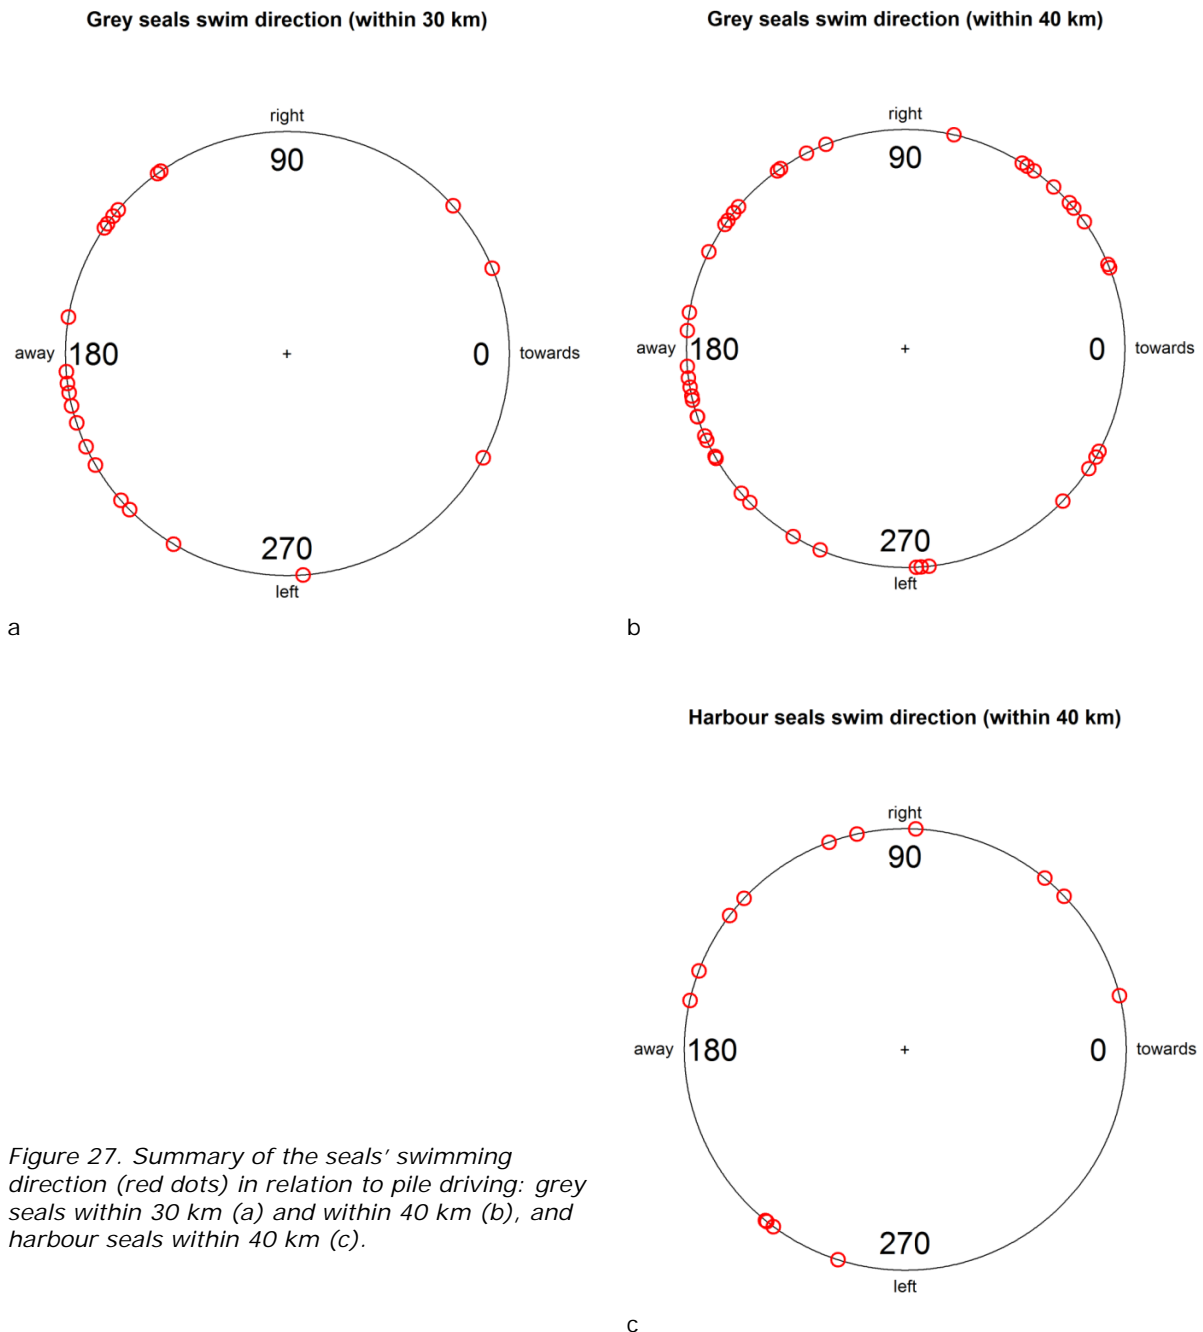 Grey seals swim direction (within 30 km)
right
90
away 180
+
0 towards
270
left
a
Grey seals swim direction (within 40 km)
right
90
away 180
+
0 towards
270
left
b
Harbour seals swim direction (within 40 km)
right
90
away 180
+
0 towards
270
left
c
Figure 27. Summary of the seals’ swimming
direction (red dots) in relation to pile driving: grey
seals within 30 km (a) and within 40 km (b), and
harbour seals within 40 km (c).